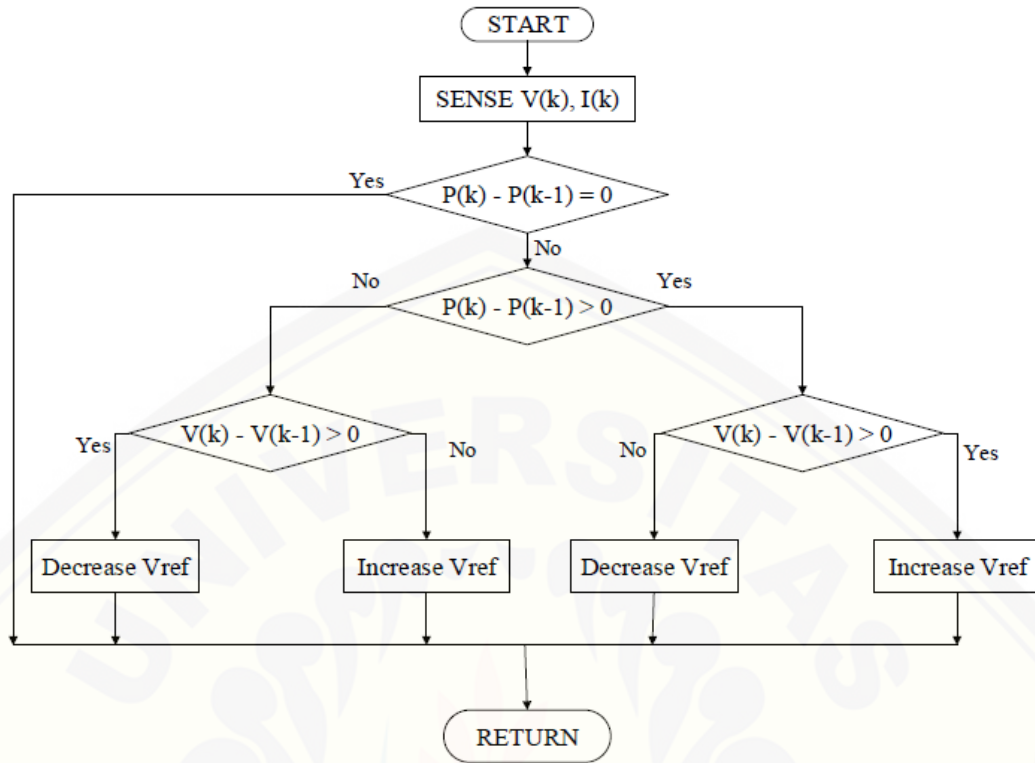 START
SENSE V(k), I(k)
Yes
P(k) - P(k-1) = 0
No
No
Yes
P(k) - P(k-1) > 0
Yes
V(k) - V(k-1) > 0
No
No
V(k) - V(k-1) > 0
Yes
Decrease Vref
Increase Vref
Decrease Vref
Increase Vref
RETURN
UNIVERSITAS